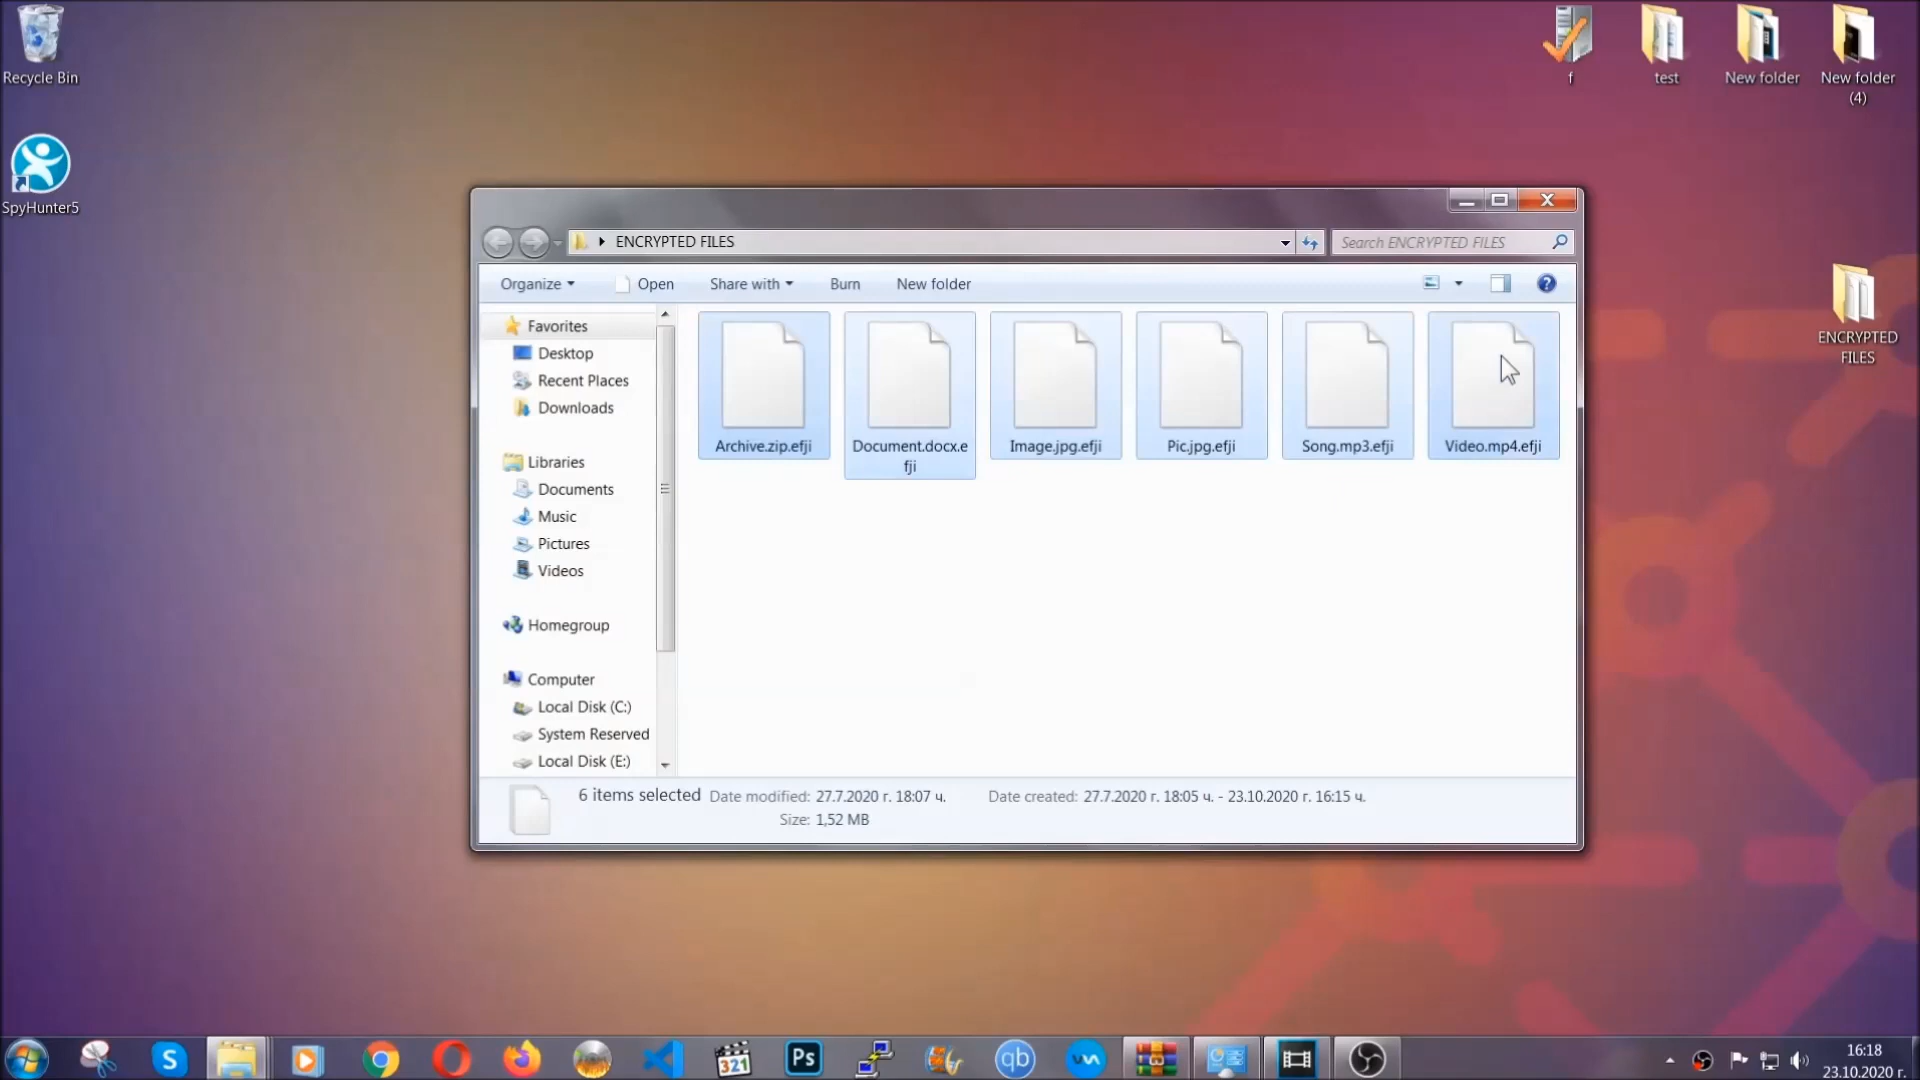 Recycle Bin
SpyHunter5
f
test
New folder
New folder
(4)
ENCRYPTED
FILES
ENCRYPTED FILES
Search ENCRYPTED FILES
Organize
Open
Share with
Burn
New folder
Favorites
Desktop
Recent Places
Downloads
Libraries
Documents
Music
Pictures
Videos
Homegroup
Computer
Local Disk (C:)
System Reserved
Local Disk (E:)
Archive.zip.efji
Document.docx.e
fji
Image.jpg.efji
Pic.jpg.efji
Song.mp3.efji
Video.mp4.efji
6 items selected Date modified: 27.7.2020 г. 18:07 ч. Date created: 27.7.2020 г. 18:05 ч. - 23.10.2020 г. 16:15 ч.
Size: 1,52 MB
S
321
Ps
qb
16:18
23.10.2020 г.